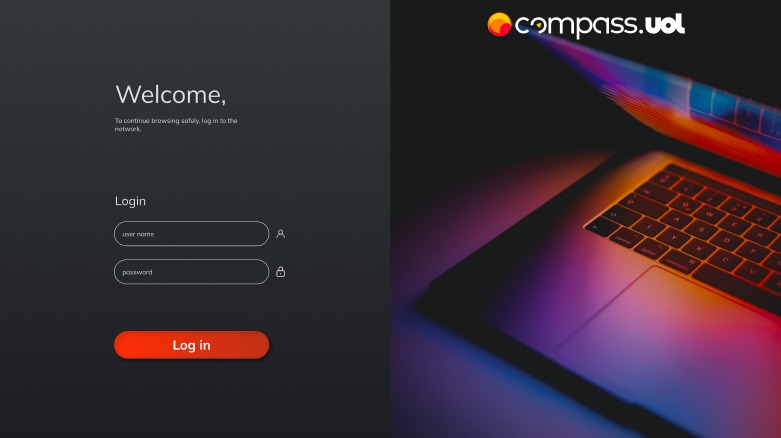 compass.uol
Welcome,
To continue browsing safely, log in to the
network.
Login
user name
password
Log in